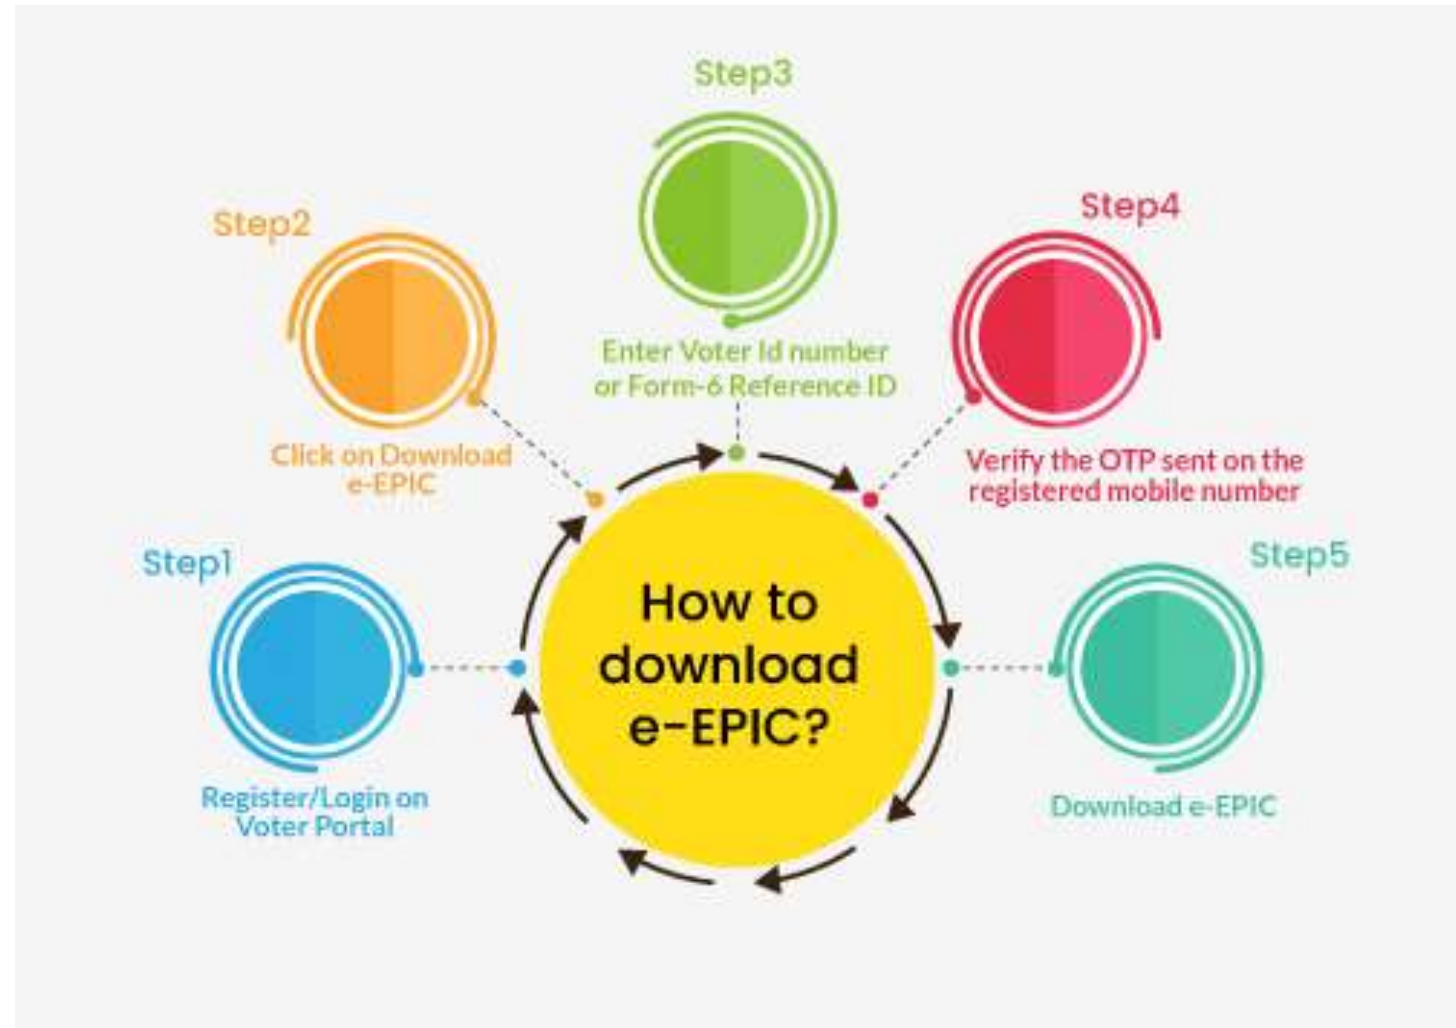 Step1
Register/Login on
Voter Portal
Step2
Click on Download
e-EPIC
Step3
Enter Voter Id number
or Form-6 Reference ID
Step4
Verify the OTP sent on the
registered mobile number
Step5
Download e-EPIC
How to
download
e-EPIC?